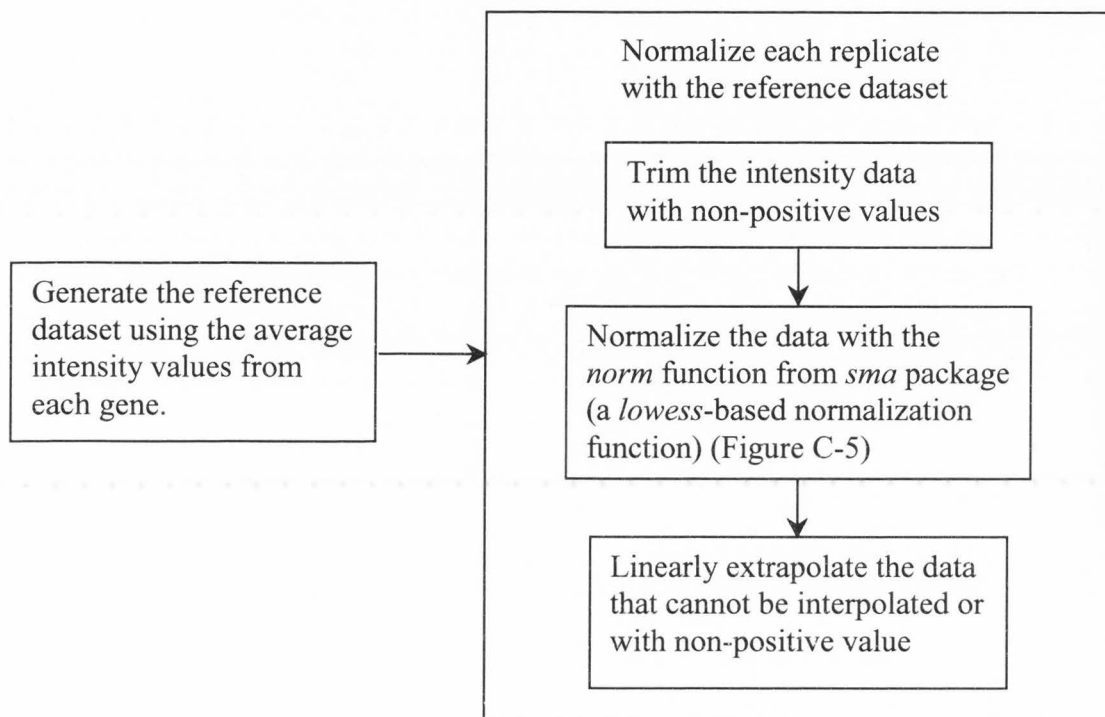 Generate the reference
dataset using the average
intensity values from
each gene.
Normalize each replicate
with the reference dataset
Trim the intensity data
with non-positive values
Normalize the data with the
norm function from sma package
(a lowess-based normalization
function) (Figure C-5)
Linearly extrapolate the data
that cannot be interpolated or
with non-positive value